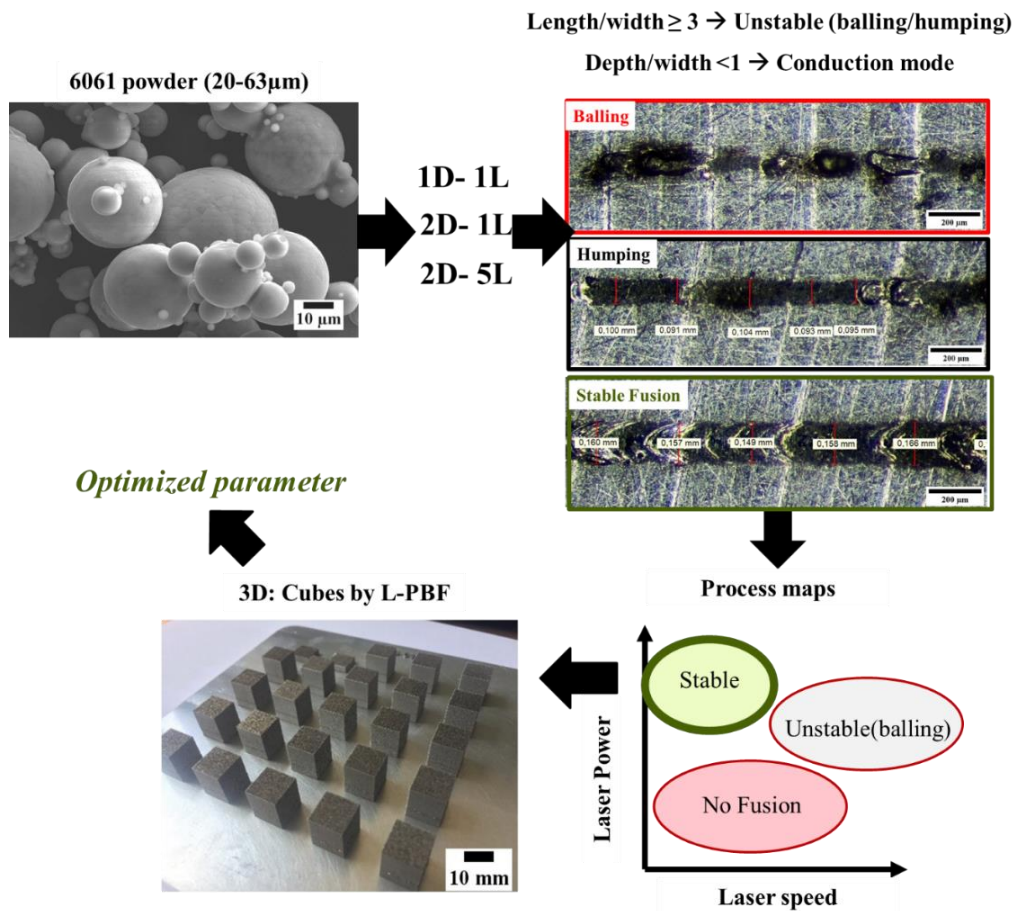 Length/width ≥ 3 → Unstable (balling/humping)
Depth/width <1 → Conduction mode
6061 powder (20-63µm)
10 µm
1D- 1L
2D- 1L
2D- 5L
Balling
200 µm
Humping
0,100 mm
0,091 mm
0,104 mm
0,093 mm
0,095 mm
200 µm
Stable Fusion
0,160 mm
0,157 mm
0,149 mm
0,158 mm
0,166 mm
0,
200 µm
Optimized parameter
3D: Cubes by L-PBF
10 mm
Process maps
Stable
Unstable(balling)
No Fusion
Laser Power
Laser speed